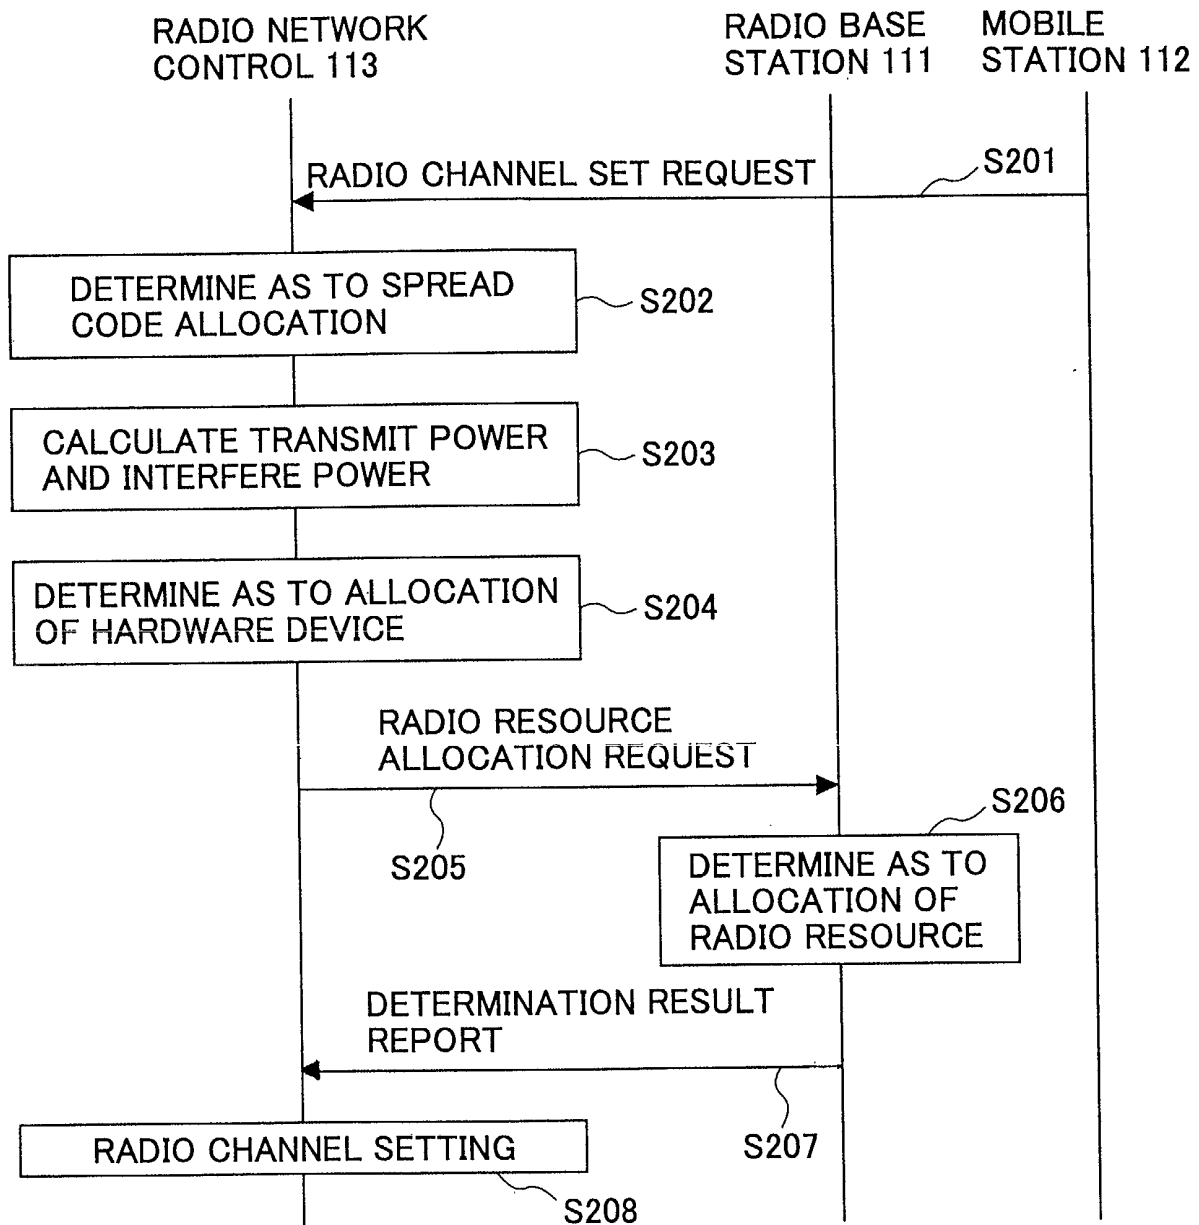 RADIO NETWORK
CONTROL 113
RADIO BASE
STATION 111
MOBILE
STATION 112
RADIO CHANNEL SET REQUEST
S201
DETERMINE AS TO SPREAD
CODE ALLOCATION
S202
CALCULATE TRANSMIT POWER
AND INTERFERE POWER
S203
DETERMINE AS TO ALLOCATION
OF HARDWARE DEVICE
S204
RADIO RESOURCE
ALLOCATION REQUEST
S205
S206
DETERMINE AS TO
ALLOCATION OF
RADIO RESOURCE
DETERMINATION RESULT
REPORT
S207
RADIO CHANNEL SETTING
S208